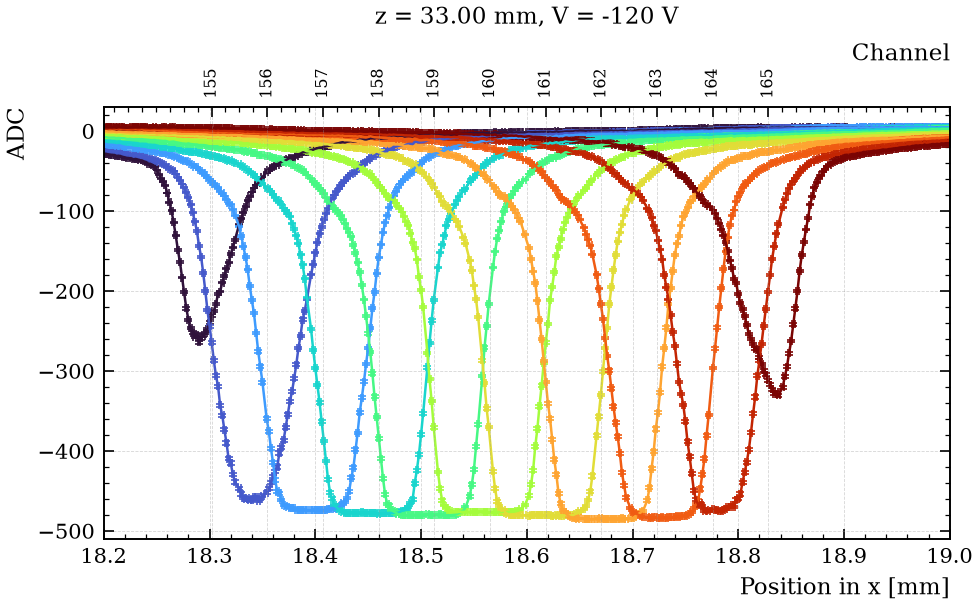 z = 33.00 mm, V = -120 V
Channel
155 156 157 158 159 160 161 162 163 164 165
ADC
0
−100
−200
−300
−400
−500
18.2 18.3 18.4 18.5 18.6 18.7 18.8 18.9 19.0
Position in x [mm]